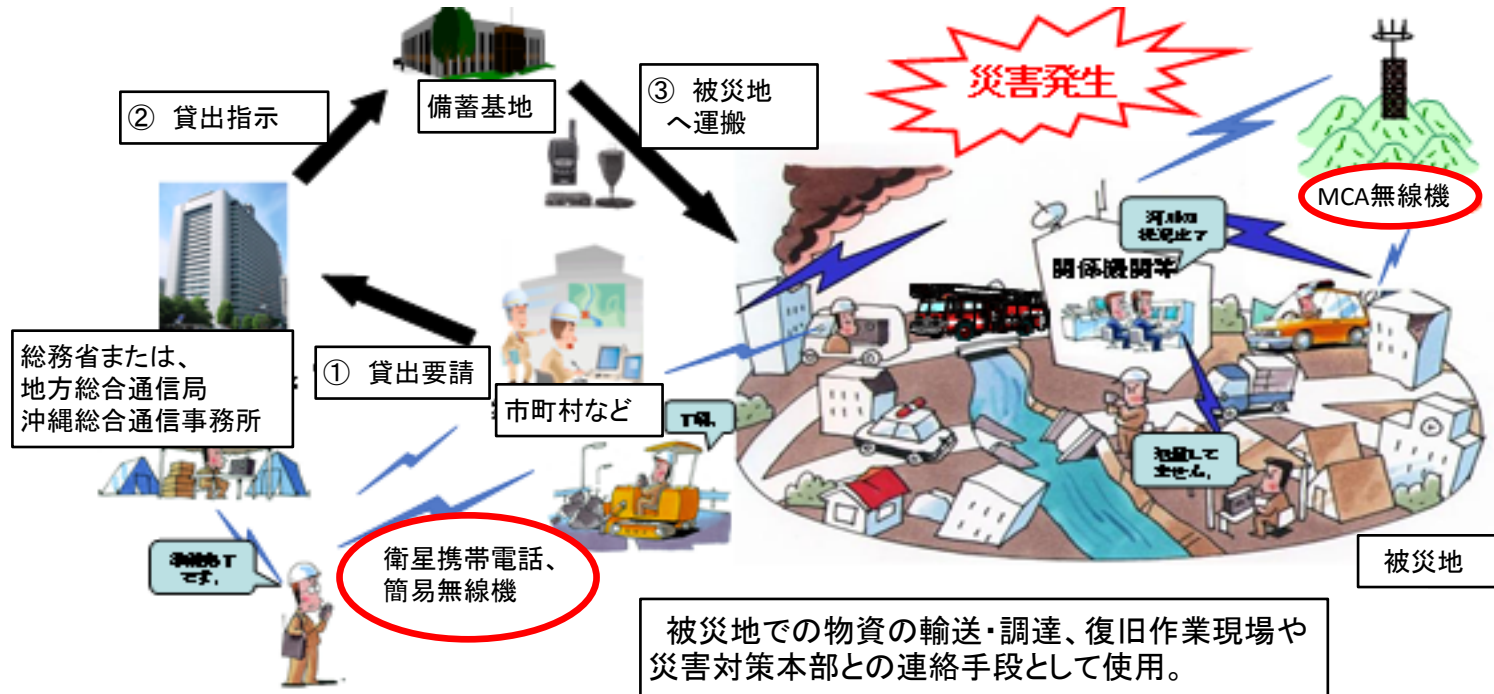 災害発生
② 貸出指示
備蓄基地
③ 被災地
へ運搬
MCA無線機
関係機関等
総務省または、
地方総合通信局
沖縄総合通信事務所
① 貸出要請
市町村など
衛星携帯電話、
簡易無線機
被災地
被災地での物資の輸送・調達、復旧作業現場や
災害対策本部との連絡手段として使用。